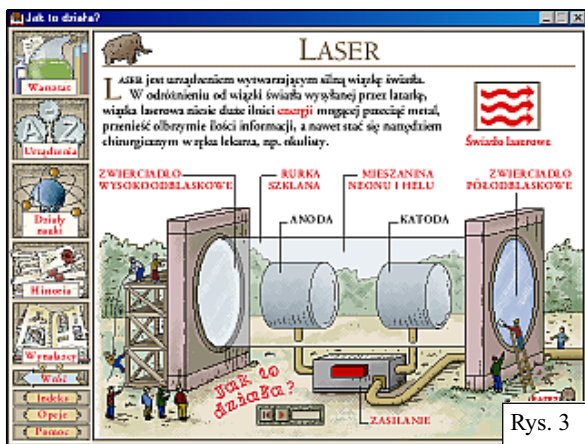 Jak to działa?
LASER
Warsztat
LASER jest urządzeniem wytwarzającym silną wiązkę światła.
W odróżnieniu od wiązki światła wysyłanej przez latarkę,
wiązka laserowa niesie duże ilości energii mogącej przeciąć metal,
przenieść olbrzymie ilości informacji, a nawet stać się narzędziem
chirurgicznym w ręku lekarza, np. okulisty.
Światło laserowe
A Z
Urządzenia
ZWIERCIADŁO
WYSOKOODBLASKOWE
RURKA
SZKLANA
MIESZANINA
NEONU I HELU
ZWIERCIADŁO
PÓŁODBLASKOWE
ANODA
KATODA
Działy
nauki
Historia
Wynalazcy
Wróć
Indeks
Opcje
Pomoc
Jak to
działa?
ZASILANIE
Rys. 3